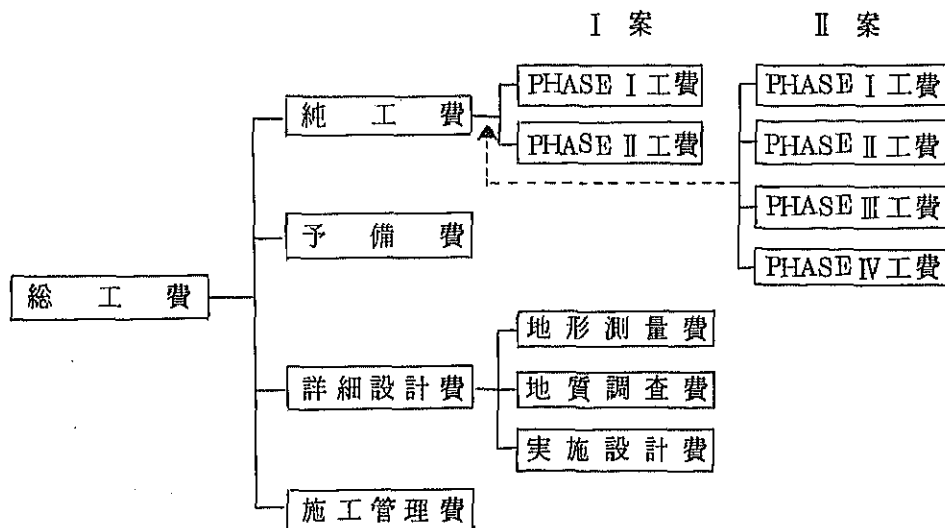 I 案
II 案
純工費
PHASE I 工費
PHASE II 工費
PHASE I 工費
PHASE II 工費
PHASE III 工費
PHASE IV 工費
予備費
総工費
詳細設計費
地形測量費
地質調査費
実施設計費
施工管理費